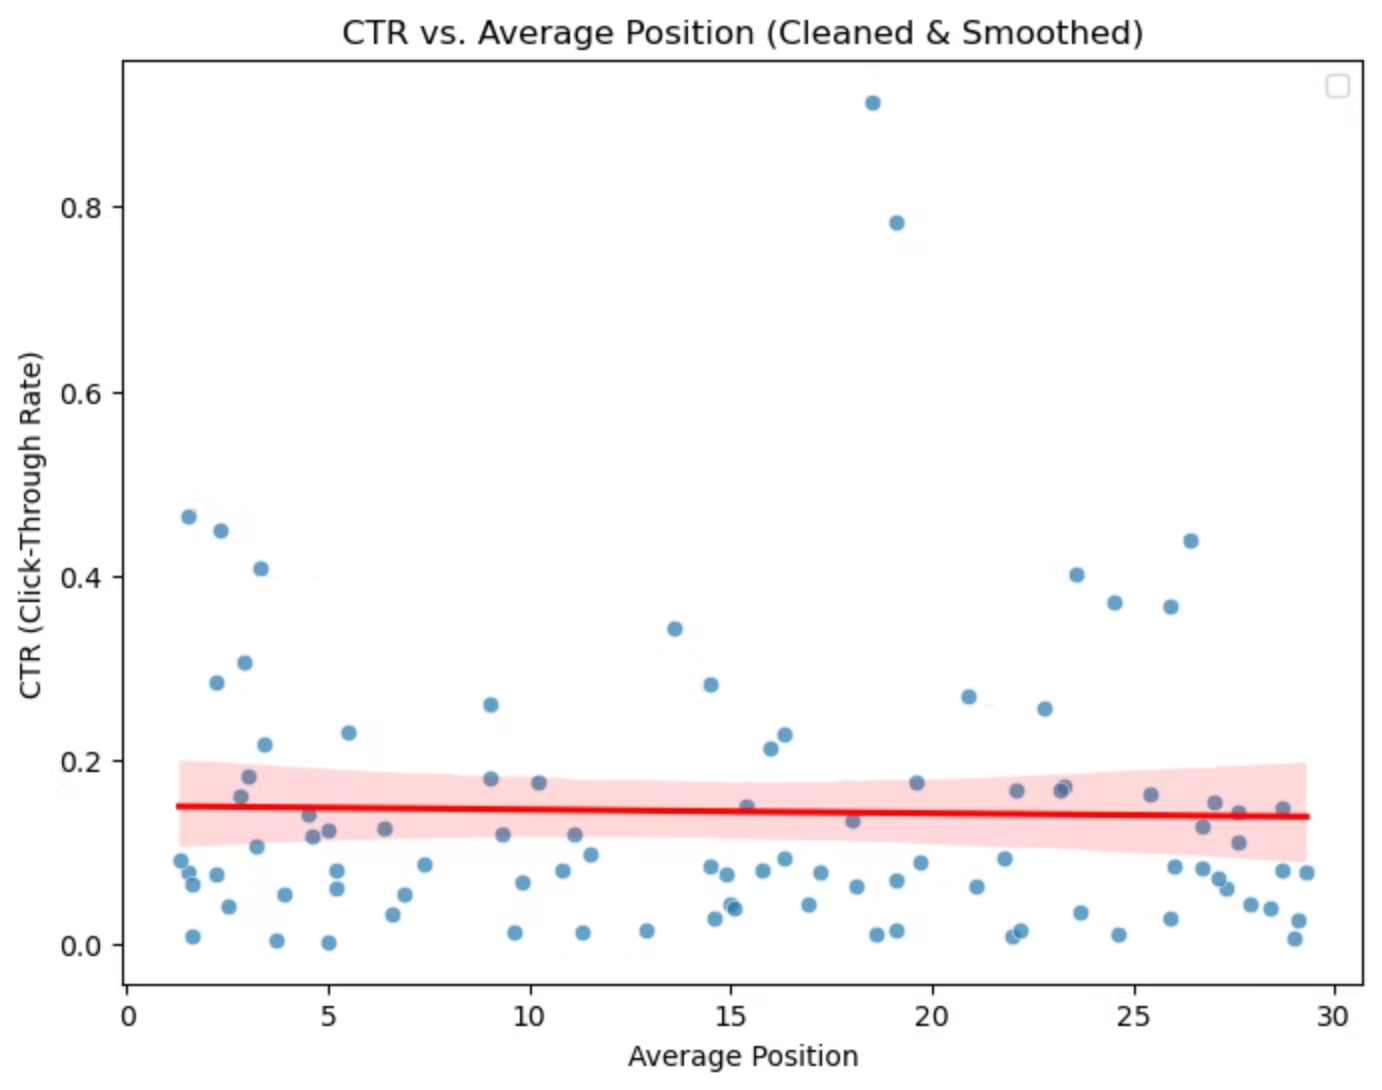 CTR vs. Average Position (Cleaned & Smoothed)
CTR (Click-Through Rate)
0.8
0.6
0.4
0.2
0.0
0 5 10 15 20 25 30
Average Position